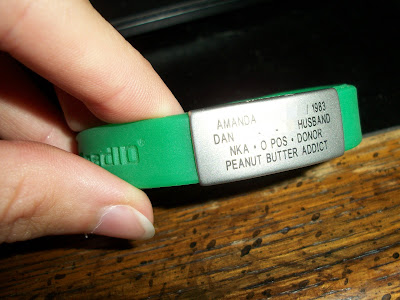 AMANDA / 1983
DAN - - HUSBAND
NKA • O POS • DONOR
PEANUT BUTTER ADDICT